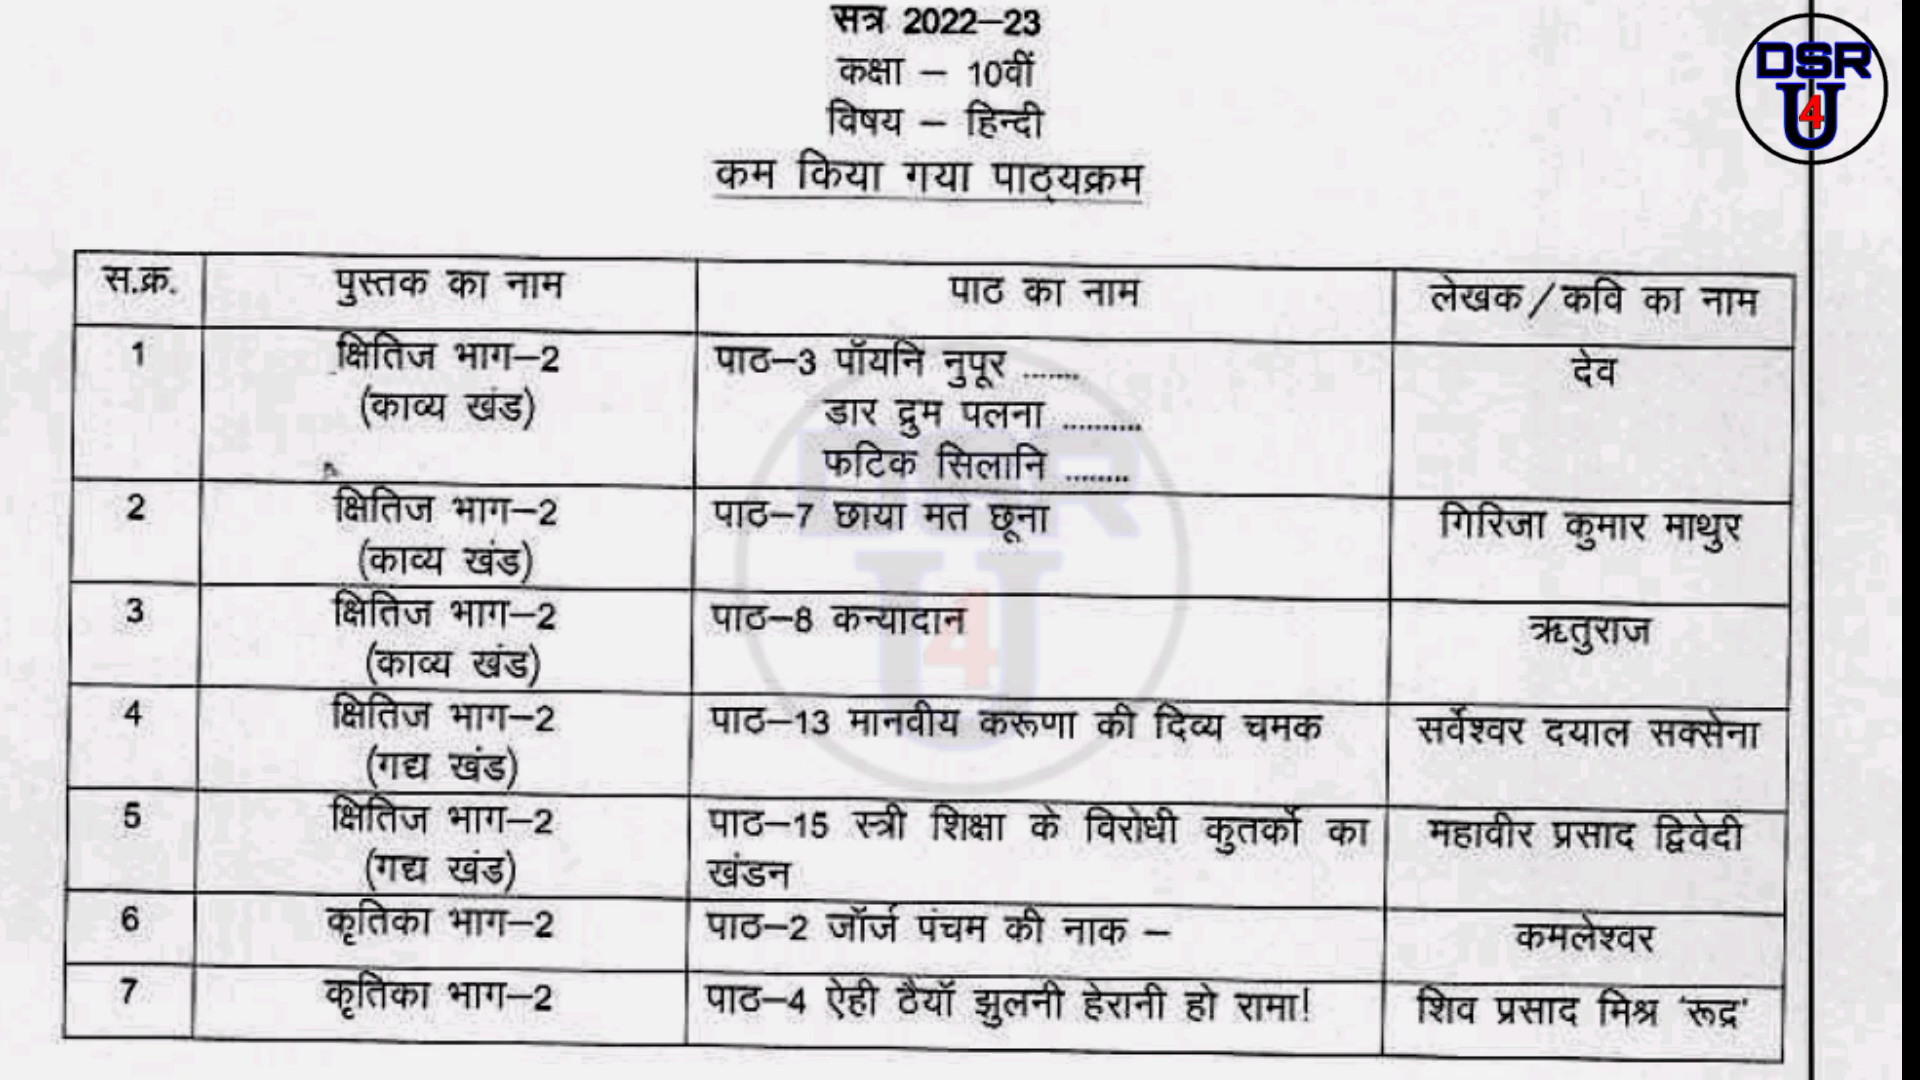 सत्र 2022–23
कक्षा – 10वीं
विषय – हिन्दी
कम किया गया पाठ्यक्रम
DSR
U
4
स.क्र. पुस्तक का नाम पाठ का नाम लेखक/कवि का नाम
1 क्षितिज भाग–2 पाठ–3 पॉयनि नुपूर ....... देव
(काव्य खंड) डार द्रुम पलना ..........
फटिक सिलानि ........
2 क्षितिज भाग–2 पाठ–7 छाया मत छूना गिरिजा कुमार माथुर
(काव्य खंड)
3 क्षितिज भाग–2 पाठ–8 कन्यादान ऋतुराज
(काव्य खंड)
4 क्षितिज भाग–2 पाठ–13 मानवीय करूणा की दिव्य चमक सर्वेश्वर दयाल सक्सेना
(गद्य खंड)
5 क्षितिज भाग–2 पाठ–15 स्त्री शिक्षा के विरोधी कुतर्को का महावीर प्रसाद द्विवेदी
(गद्य खंड) खंडन
6 कृतिका भाग–2 पाठ–2 जॉर्ज पंचम की नाक – कमलेश्वर
7 कृतिका भाग–2 पाठ–4 ऐही ठैयॉ झुलनी हेरानी हो रामा! शिव प्रसाद मिश्र 'रूद्र'
DSR
U
4